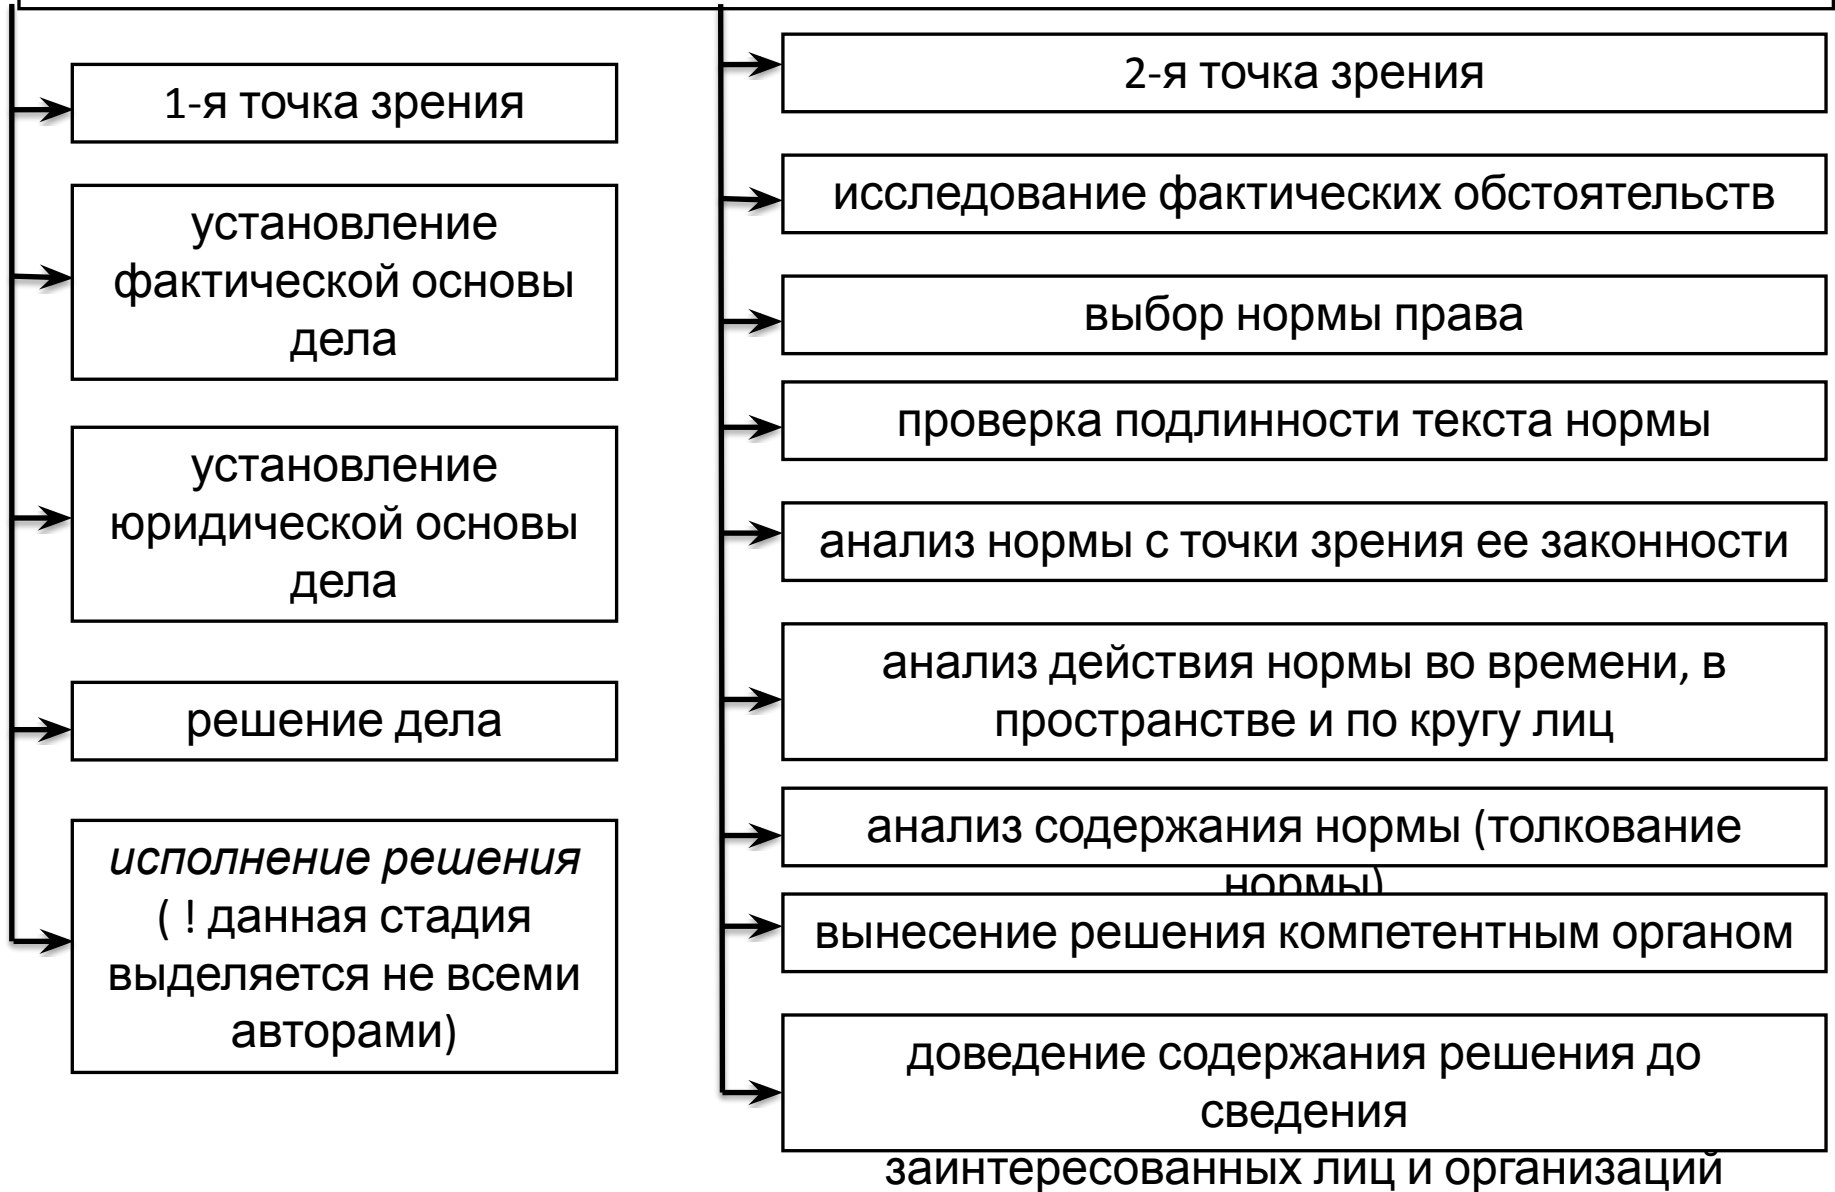 1-я точка зрения
установление
фактической основы
дела
установление
юридической основы
дела
решение дела
исполнение решения
( ! данная стадия
выделяется не всеми
авторами)
2-я точка зрения
исследование фактических обстоятельств
выбор нормы права
проверка подлинности текста нормы
анализ нормы с точки зрения ее законности
анализ действия нормы во времени, в
пространстве и по кругу лиц
анализ содержания нормы (толкование
нормы)
вынесение решения компетентным органом
доведение содержания решения до
сведения
заинтересованных лиц и организаций